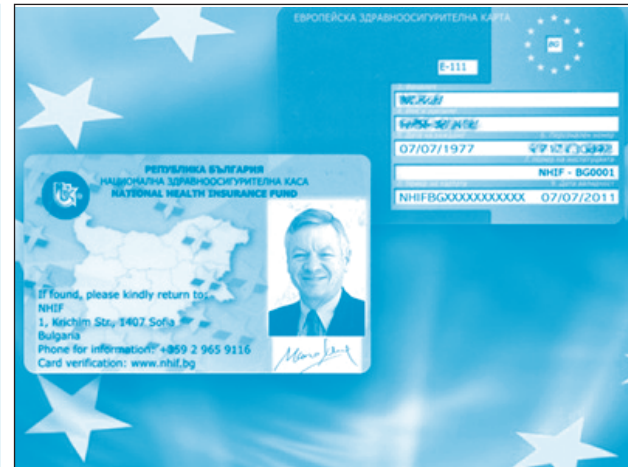 ЕВРОПЕЙСКА ЗДРАВНООСИГУРИТЕЛНА КАРТА
BG
E-111
07/07/1977
NHIF - BG0001
NHIFBGXXXXXXXXXXX 07/07/2011
РЕПУБЛИКА БЪЛГАРИЯ
НАЦИОНАЛНА ЗДРАВНООСИГУРИТЕЛНА КАСА
NATIONAL HEALTH INSURANCE FUND
If found, please kindly return to:
NHIF
1, Krichim Str., 1407 Sofia
Bulgaria
Phone for information: +359 2 965 9116
Card verification: www.nhif.bg